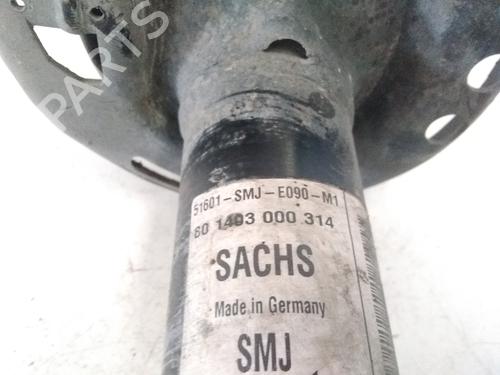 PARTS
51601-SMJ-E090-M1
60 1403 000 314
SACHS
Made in Germany
SMJ